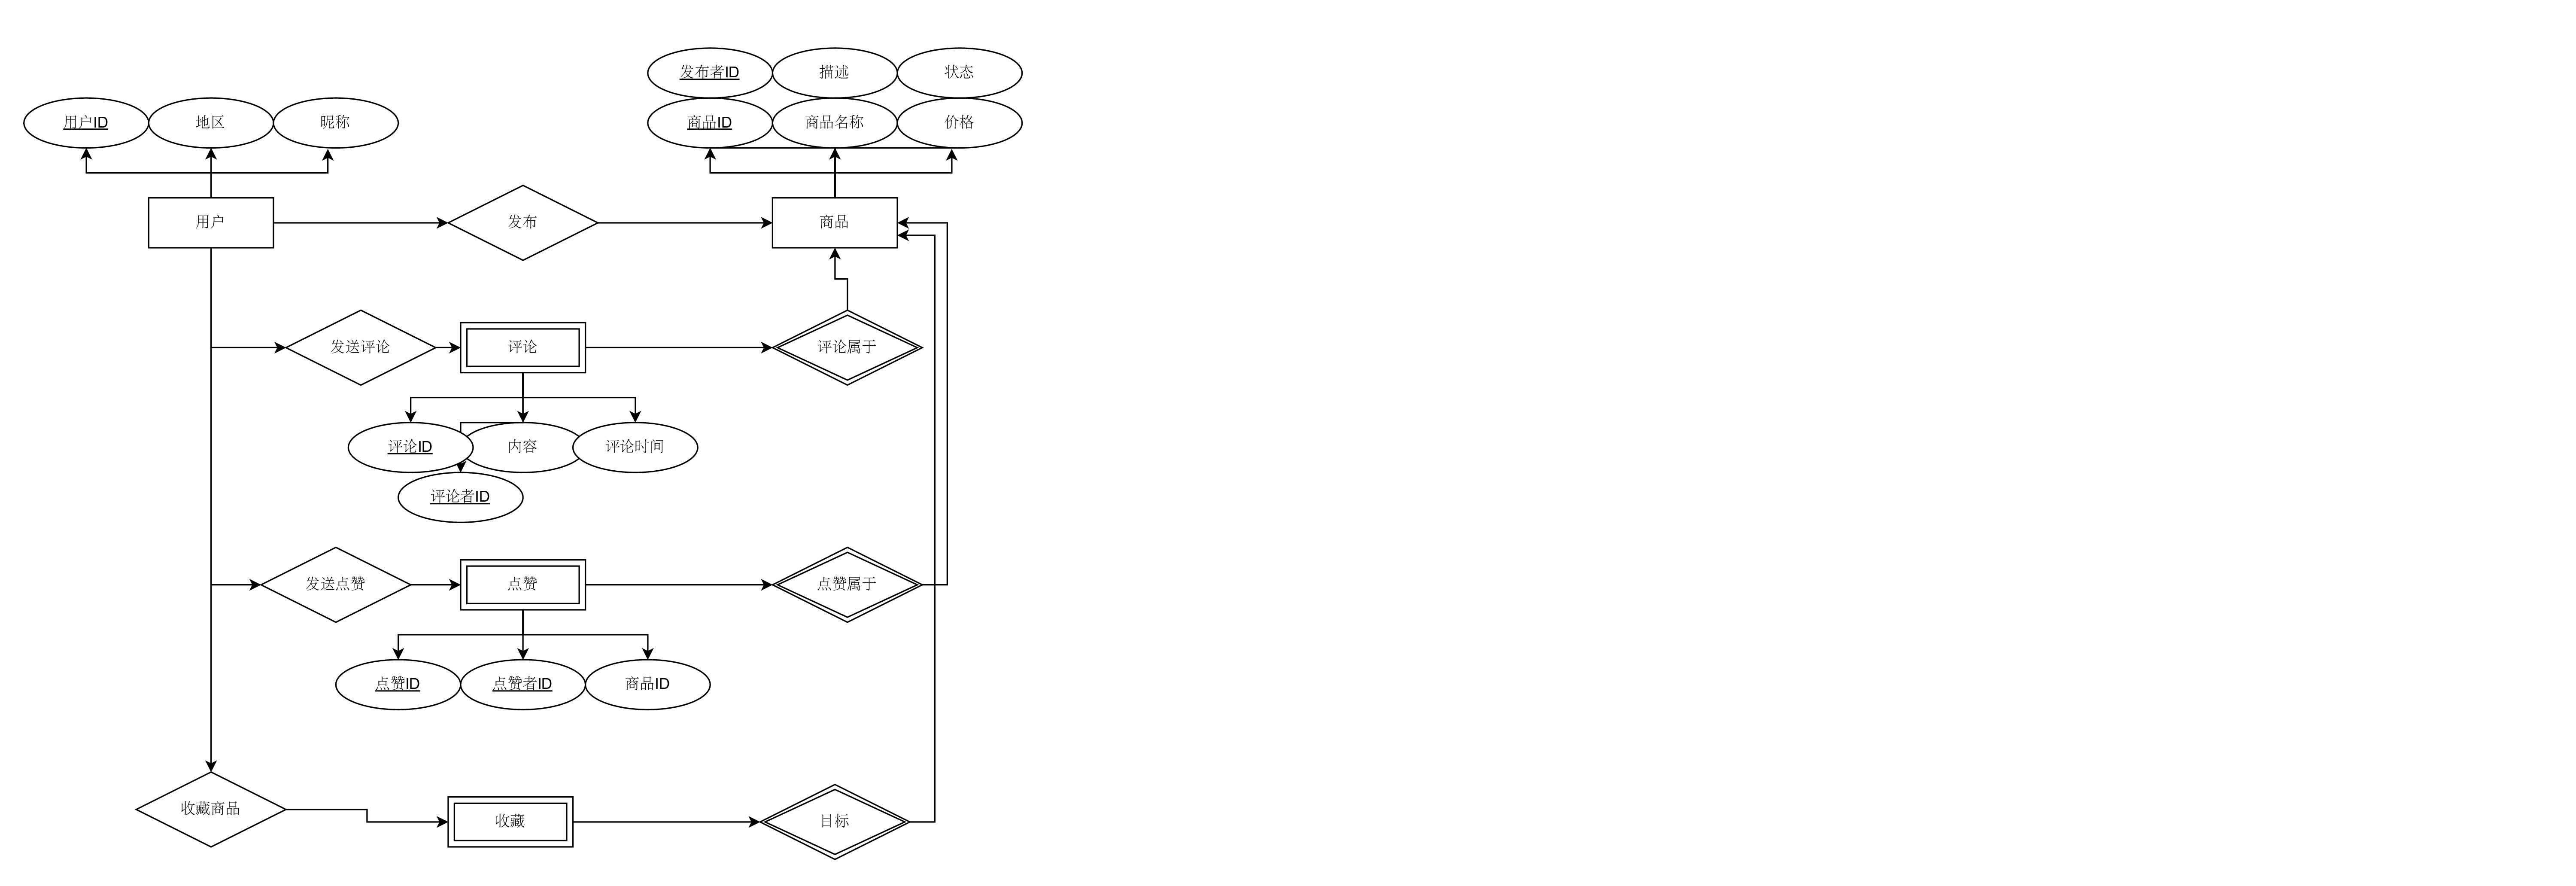 发布者ID
描述
状态
用户ID
地区
昵称
商品ID
商品名称
价格
用户
发布
商品
发送评论
评论
评论属于
评论ID
内容
评论时间
评论者ID
发送点赞
点赞
点赞属于
点赞ID
点赞者ID
商品ID
收藏商品
收藏
目标